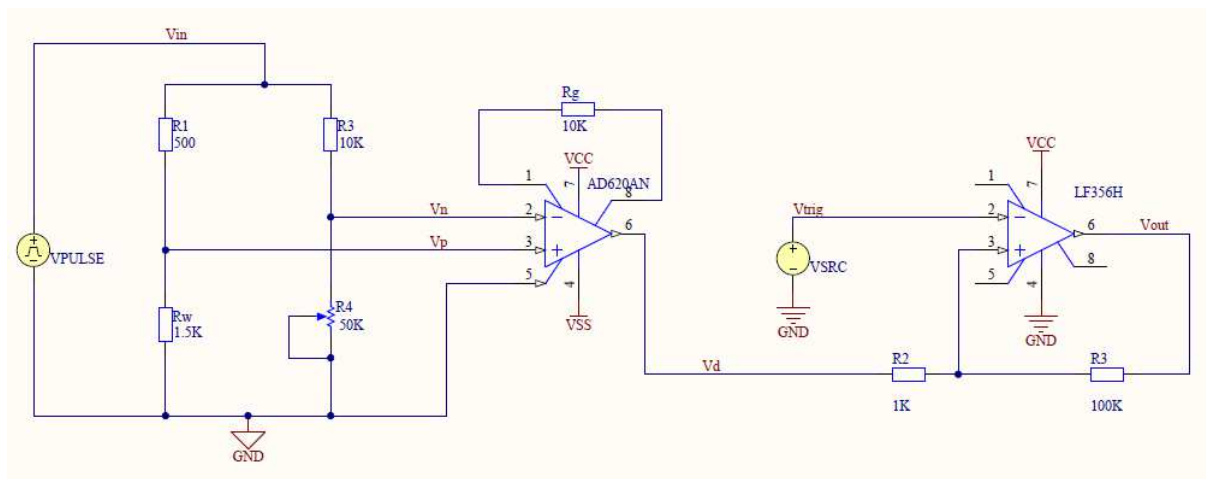 Vin
R1
500
R3
10K
Rg
10K
VCC
1
7
AD620AN
8
Vn
2
Vp
3
6
5
4
VSS
VPULSE
Rw
1.5K
R4
50K
GND
VCC
1
7
LF356H
Vtrig
2
6
Vout
3
8
5
4
VSRC
GND
GND
Vd
R2
1K
R3
100K